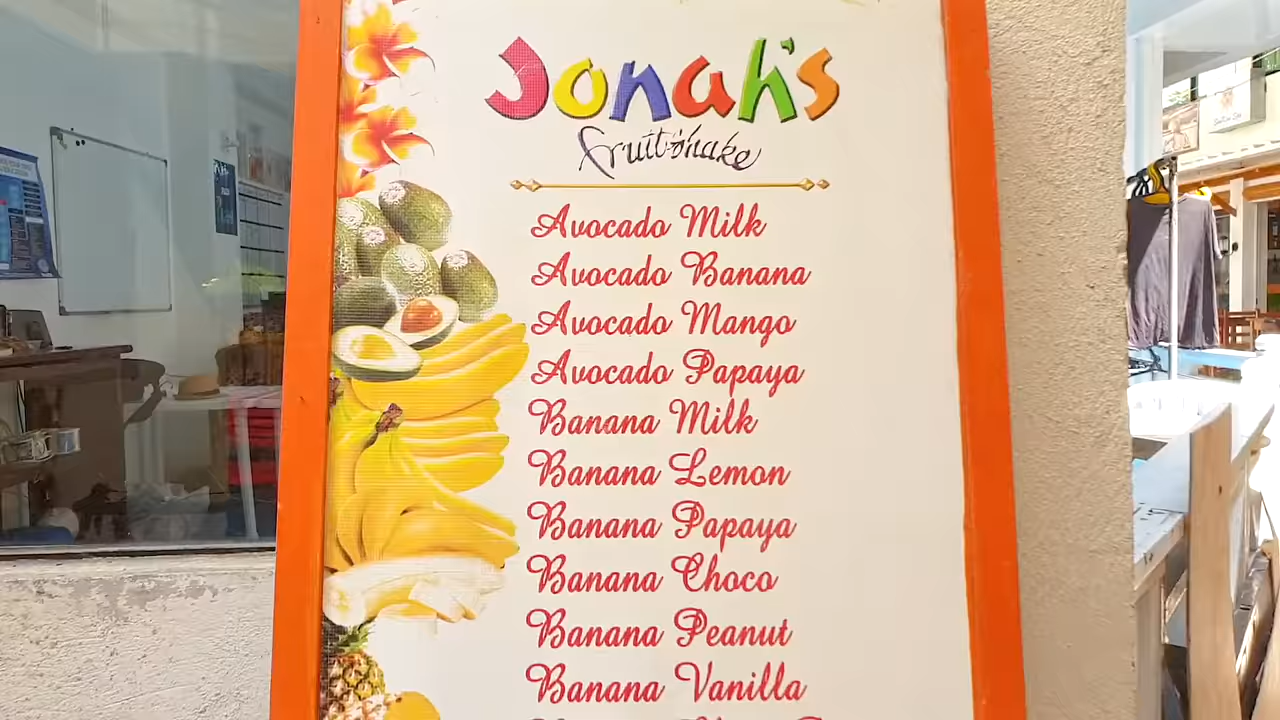 Jonah's
fruitshake
Avocado Milk
Avocado Banana
Avocado Mango
Avocado Papaya
Banana Milk
Banana Lemon
Banana Papaya
Banana Choco
Banana Peanut
Banana Vanilla